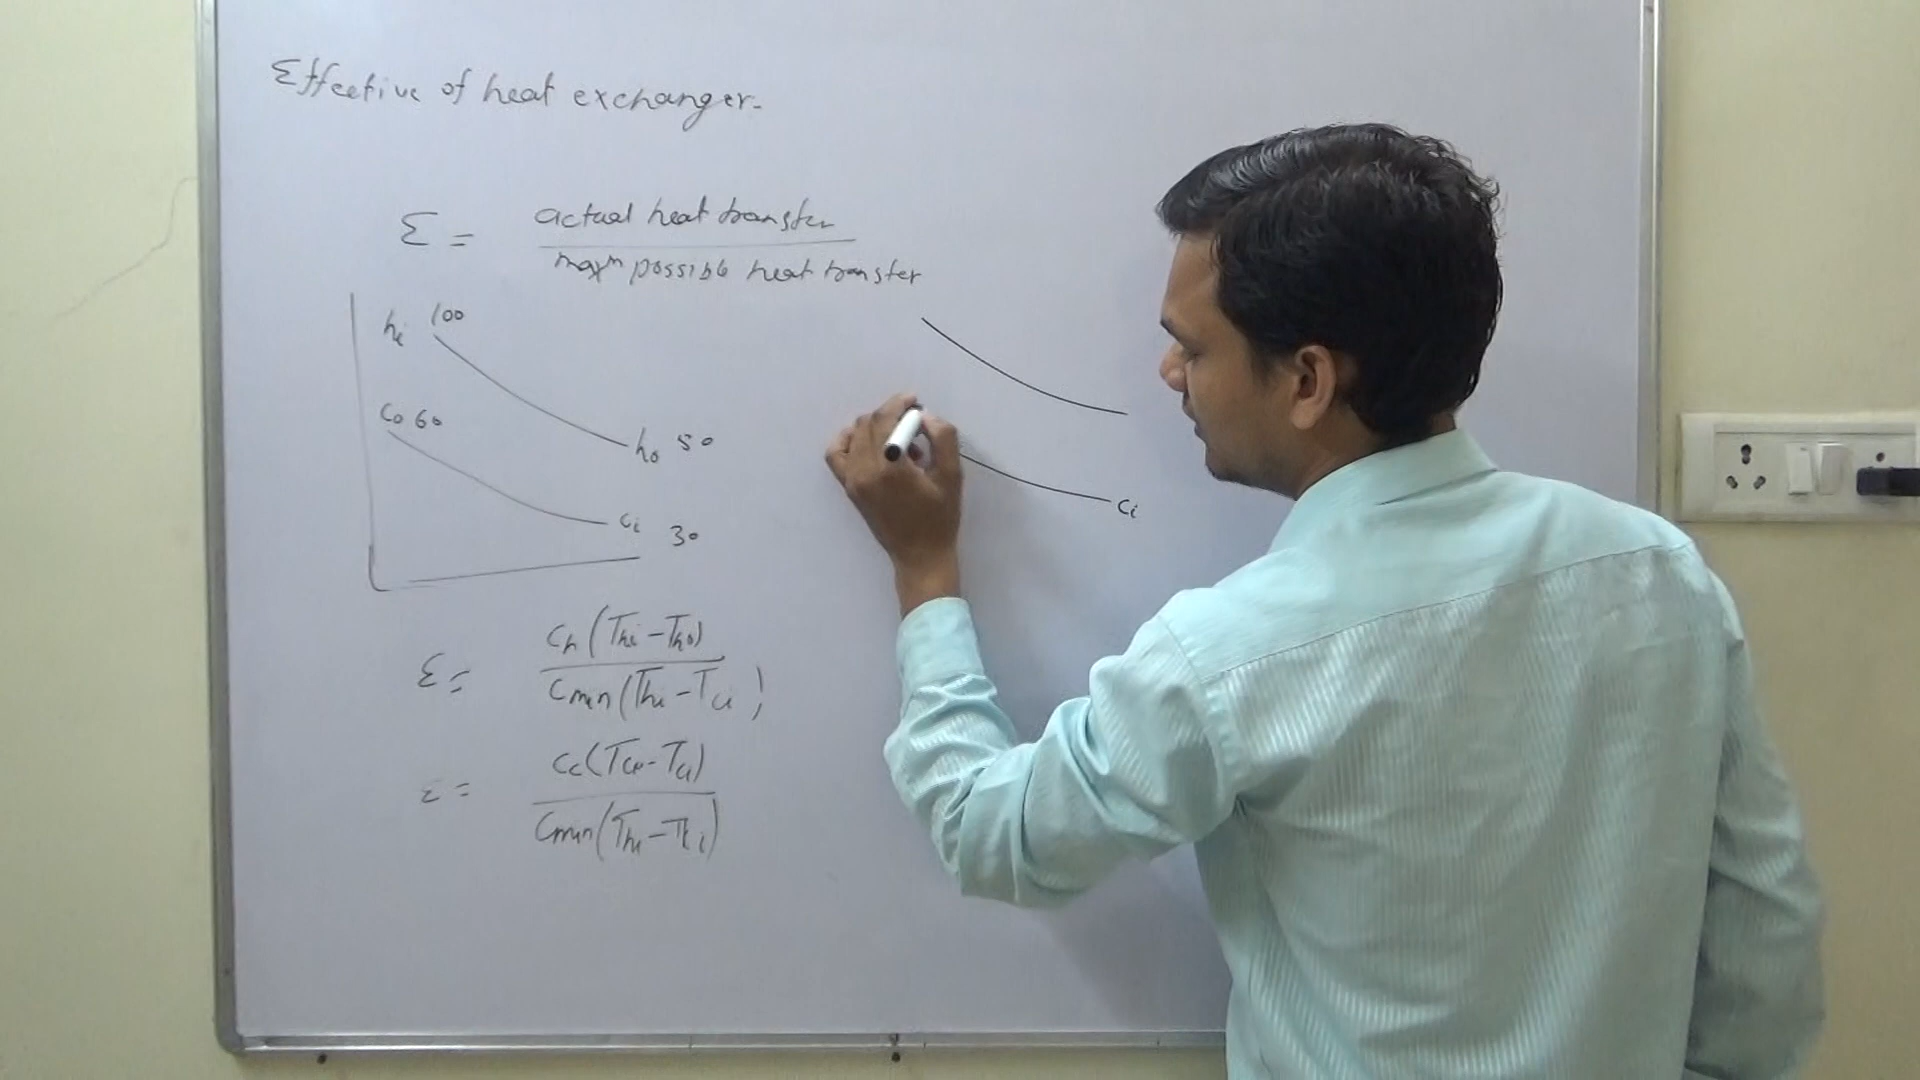 Effective of heat exchanger.
Σ = actual heat transfer
maxm possible heat transfer
hi 100
co 60
ho 50
ci 30
ci
ε = Ch (Thi - Tho)
Cmin (Thi - Tci)
ε = Cc (Tco - Tci)
Cmin (Thi - Tci)